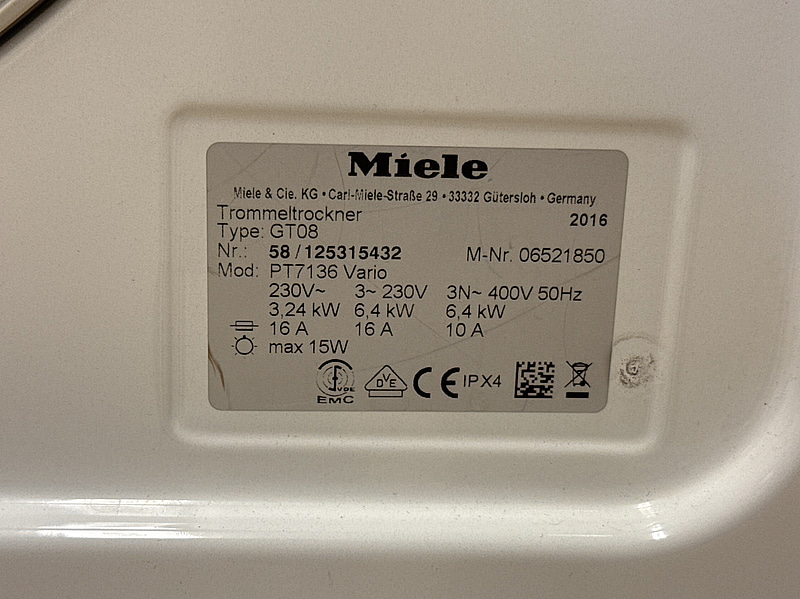 Miele
Miele & Cie. KG • Carl-Miele-Straße 29 • 33332 Gütersloh • Germany
Trommeltrockner 2016
Type: GT08
Nr.: 58 / 125315432 M-Nr. 06521850
Mod: PT7136 Vario
230V~ 3~ 230V 3N~ 400V 50Hz
3,24 kW 6,4 kW 6,4 kW
16 A 16 A 10 A
max 15W
VDE DVE CE IPX4
EMC